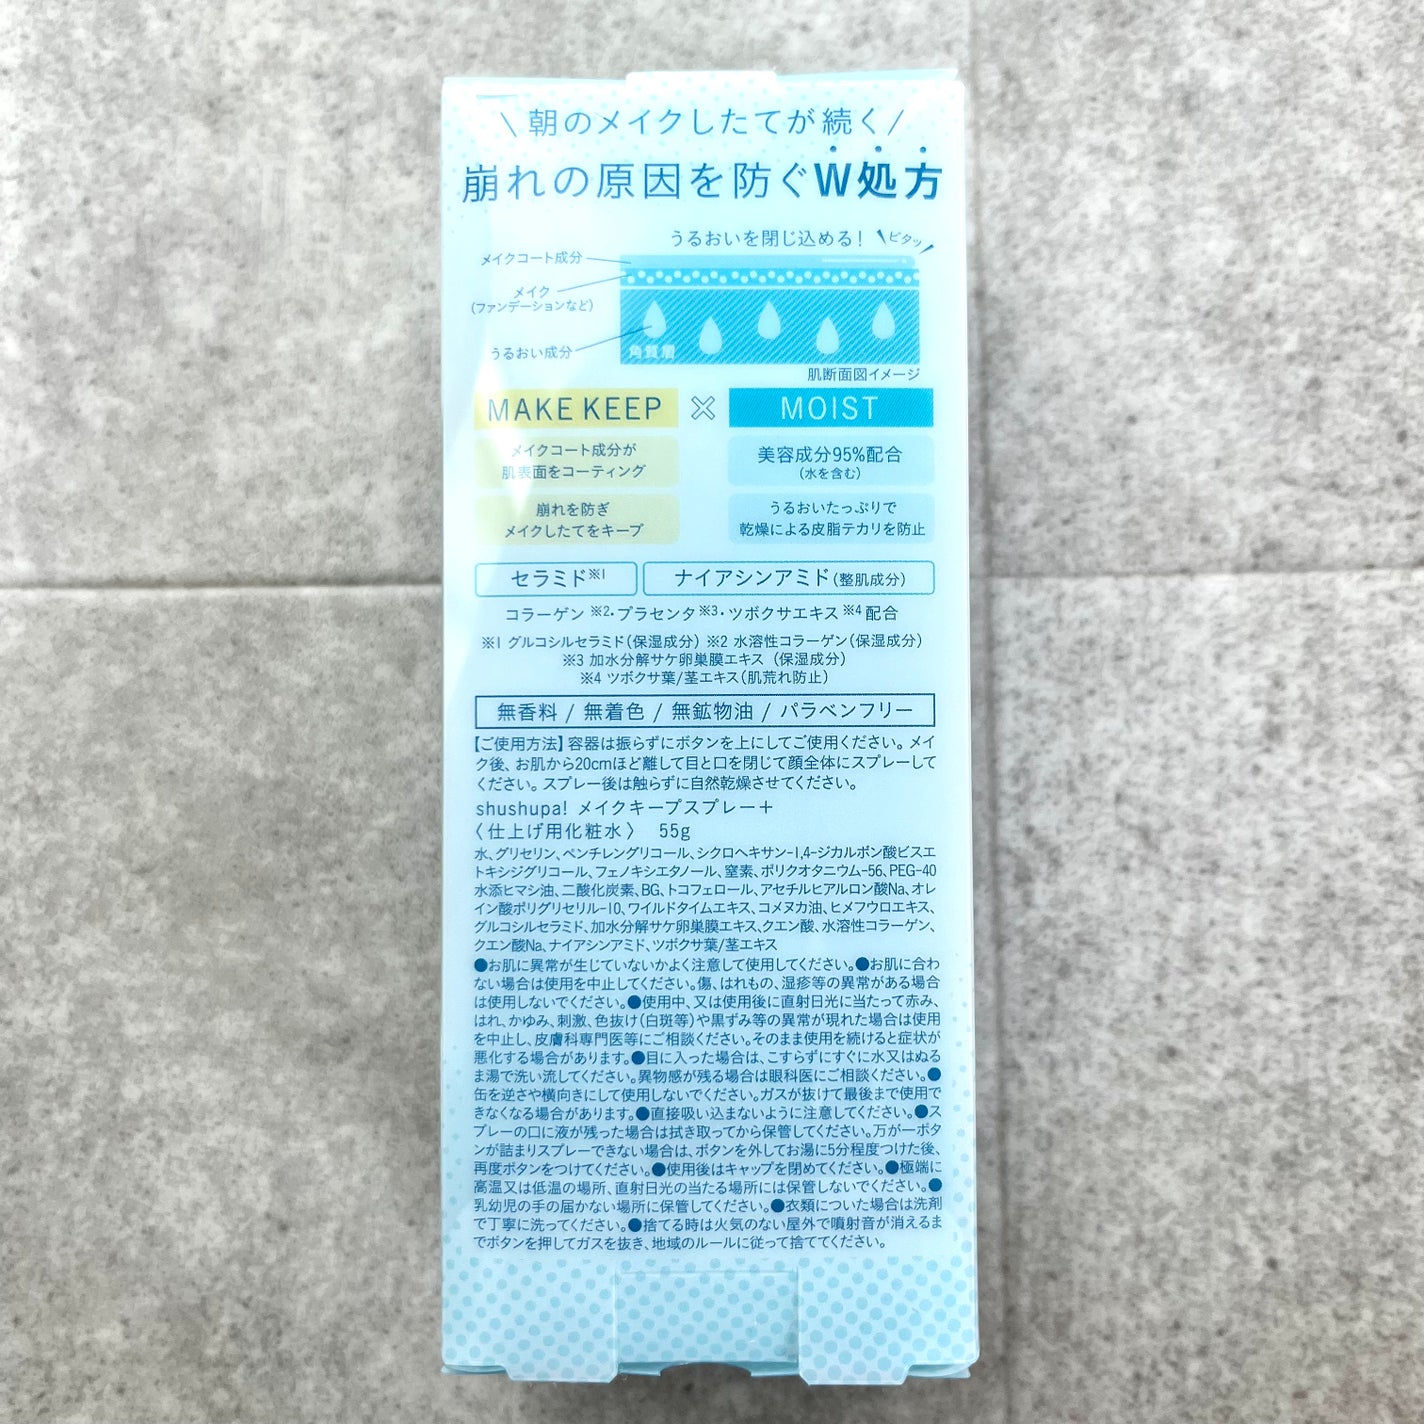 \ 朝のメイクしたてが続く /
崩れの原因を防ぐW処方
うるおいを閉じ込める! ピタッ
メイクコート成分
メイク
(ファンデーションなど)
うるおい成分
角質層
肌断面図イメージ
MAKE KEEP × MOIST
メイクコート成分が
肌表面をコーティング
美容成分95%配合
(水を含む)
崩れを防ぎ
メイクしたてをキープ
うるおいたっぷりで
乾燥による皮脂テカリを防止
セラミド※1 ナイアシンアミド(整肌成分)
コラーゲン※2・プラセンタ※3・ツボクサエキス※4配合
※1 グルコシルセラミド(保湿成分) ※2 水溶性コラーゲン(保湿成分)
※3 加水分解サケ卵巣膜エキス (保湿成分)
※4 ツボクサ葉/茎エキス(肌荒れ防止)
無香料 / 無着色 / 無鉱物油 / パラベンフリー
【ご使用方法】容器は振らずにボタンを上にしてご使用ください。メイ
ク後、お肌から20cmほど離して目と口を閉じて顔全体にスプレーして
ください。スプレー後は触らずに自然乾燥させてください。
shushupa! メイクキープスプレー＋
〈仕上げ用化粧水〉 55g
水、グリセリン、ペンチレングリコール、シクロヘキサン-1,4-ジカルボン酸ビスエ
トキシジグリコール、フェノキシエタノール、窒素、ポリクオタニウム-56、PEG-40
水添ヒマシ油、二酸化炭素、BG、トコフェロール、アセチルヒアルロン酸Na、オレ
イン酸ポリグリセリル-10、ワイルドタイムエキス、コメヌカ油、ヒメフウロエキス、
グルコシルセラミド、加水分解サケ卵巣膜エキス、クエン酸、水溶性コラーゲン、
クエン酸Na、ナイアシンアミド、ツボクサ葉/茎エキス
●お肌に異常が生じていないかよく注意して使用してください。●お肌に合わ
ない場合は使用を中止してください。傷、はれもの、湿疹等の異常がある場合
は使用しないでください。●使用中、又は使用後に直射日光に当たって赤み、
はれ、かゆみ、刺激、色抜け(白斑等)や黒ずみ等の異常が現れた場合は使用
を中止し、皮膚科専門医等にご相談ください。そのまま使用を続けると症状が
悪化する場合があります。●目に入った場合は、こすらずにすぐに水又はぬる
ま湯で洗い流してください。異物感が残る場合は眼科医にご相談ください。●
缶を逆さや横向きにして使用しないでください。ガスが抜けて最後まで使用で
きなくなる場合があります。●直接吸い込まないように注意してください。●ス
プレーの口に液が残った場合は拭き取ってから保管してください。万が一ボタ
ンが詰まりスプレーできない場合は、ボタンを外してお湯に5分程度つけた後、
再度ボタンをつけてください。●使用後はキャップを閉めてください。●極端に
高温又は低温の場所、直射日光の当たる場所には保管しないでください。●
乳幼児の手の届かない場所に保管してください。●衣類についた場合は洗剤
で丁寧に洗ってください。●捨てる時は火気のない屋外で噴射音が消えるま
でボタンを押してガスを抜き、地域のルールに従って捨ててください。